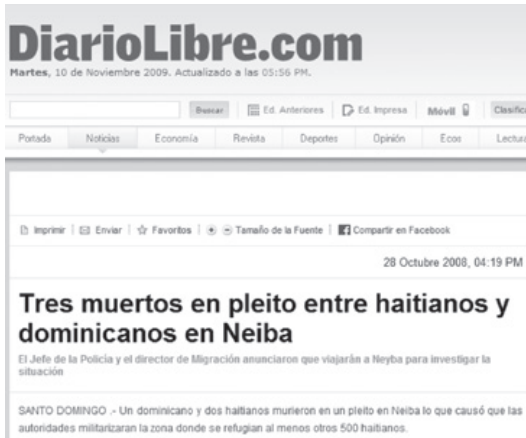 DiarioLibre.com
Martes, 10 de Noviembre 2009. Actualizado a las 05:56 PM.
Buscar Ed. Anteriores Ed. Impresa Móvil Clasific
Portada Noticias Economía Revista Deportes Opinión Ecos Lectura
Imprimir Enviar Favoritos Tamaño de la Fuente Compartir en Facebook
28 Octubre 2008, 04:19 PM
Tres muertos en pleito entre haitianos y
dominicanos en Neiba
El Jefe de la Policía y el director de Migración anunciaron que viajarán a Neyba para investigar la
situación
SANTO DOMINGO .- Un dominicano y dos haitianos murieron en un pleito en Neiba lo que causó que las
autoridades militarizaran la zona donde se refugian al menos otros 500 haitianos.